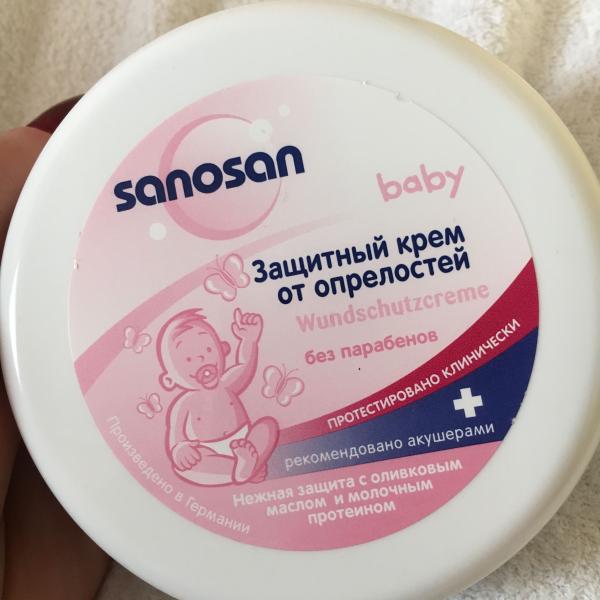 sanosan
baby
Защитный крем
от опрелостей
Wundschutzcreme
без парабенов
ПРОТЕСТИРОВАНО КЛИНИЧЕСКИ
рекомендовано акушерами
Нежная защита с оливковым
маслом и молочным
протеином
Произведено в Германии